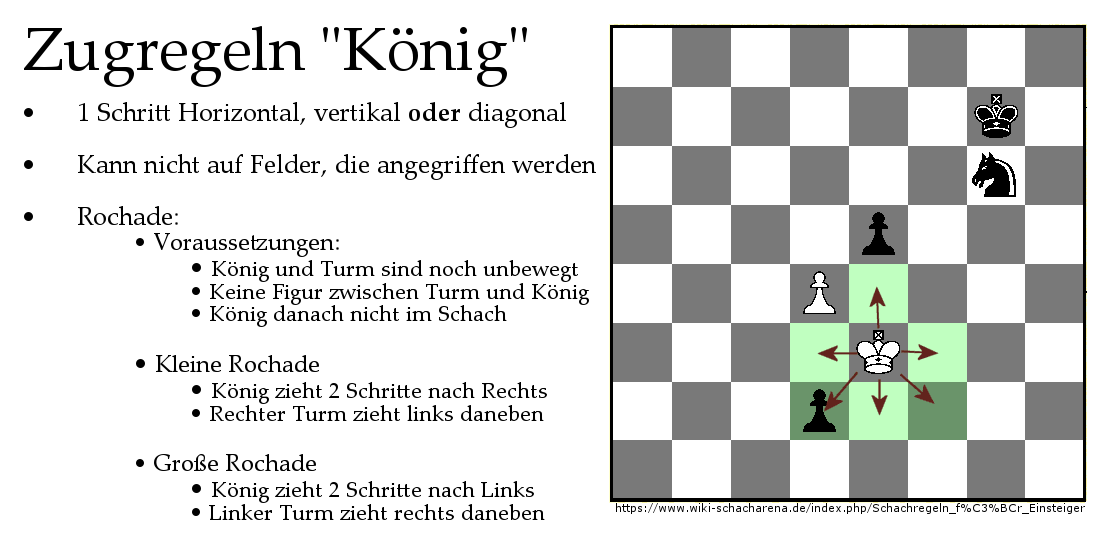 Zugregeln "König"
• 1 Schritt Horizontal, vertikal oder diagonal
• Kann nicht auf Felder, die angegriffen werden
• Rochade:
• Voraussetzungen:
• König und Turm sind noch unbewegt
• Keine Figur zwischen Turm und König
• König danach nicht im Schach
• Kleine Rochade
• König zieht 2 Schritte nach Rechts
• Rechter Turm zieht links daneben
• Große Rochade
• König zieht 2 Schritte nach Links
• Linker Turm zieht rechts daneben
https://www.wiki-schacharena.de/index.php/Schachregeln_f%C3%BCr_Einsteiger